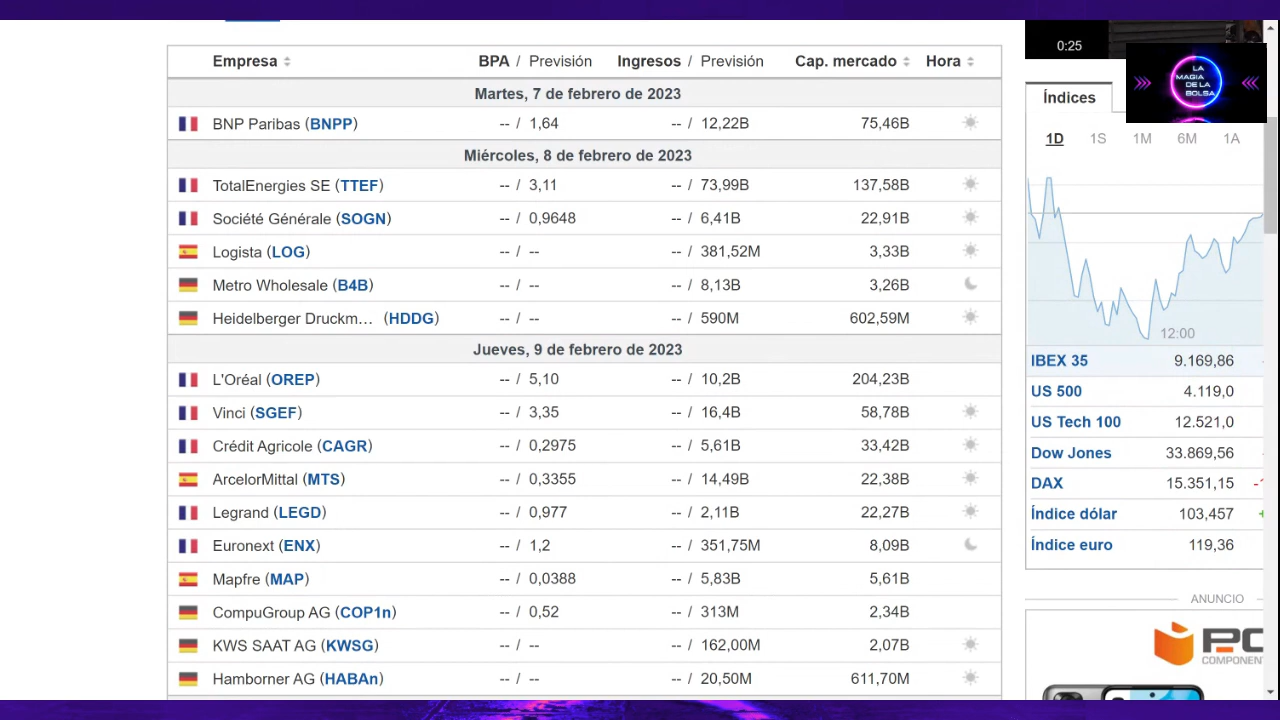 Empresa BPA / Previsión Ingresos / Previsión Cap. mercado Hora
Martes, 7 de febrero de 2023
BNP Paribas (BNPP) -- / 1,64 -- / 12,22B 75,46B
Miércoles, 8 de febrero de 2023
TotalEnergies SE (TTEF) -- / 3,11 -- / 73,99B 137,58B
Société Générale (SOGN) -- / 0,9648 -- / 6,41B 22,91B
Logista (LOG) -- / -- -- / 381,52M 3,33B
Metro Wholesale (B4B) -- / -- -- / 8,13B 3,26B
Heidelberger Druckm… (HDDG) -- / -- -- / 590M 602,59M
Jueves, 9 de febrero de 2023
L'Oréal (OREP) -- / 5,10 -- / 10,2B 204,23B
Vinci (SGEF) -- / 3,35 -- / 16,4B 58,78B
Crédit Agricole (CAGR) -- / 0,2975 -- / 5,61B 33,42B
ArcelorMittal (MTS) -- / 0,3355 -- / 14,49B 22,38B
Legrand (LEGD) -- / 0,977 -- / 2,11B 22,27B
Euronext (ENX) -- / 1,2 -- / 351,75M 8,09B
Mapfre (MAP) -- / 0,0388 -- / 5,83B 5,61B
CompuGroup AG (COP1n) -- / 0,52 -- / 313M 2,34B
KWS SAAT AG (KWSG) -- / -- -- / 162,00M 2,07B
Hamborner AG (HABAn) -- / -- -- / 20,50M 611,70M
0:25
LA
MAGIA
DE LA
BOLSA
Índices
1D 1S 1M 6M 1A
12:00
IBEX 35 9.169,86
US 500 4.119,0
US Tech 100 12.521,0
Dow Jones 33.869,56
DAX 15.351,15 -1
Índice dólar 103,457 +
Índice euro 119,36
ANUNCIO
PC
COMPONEN